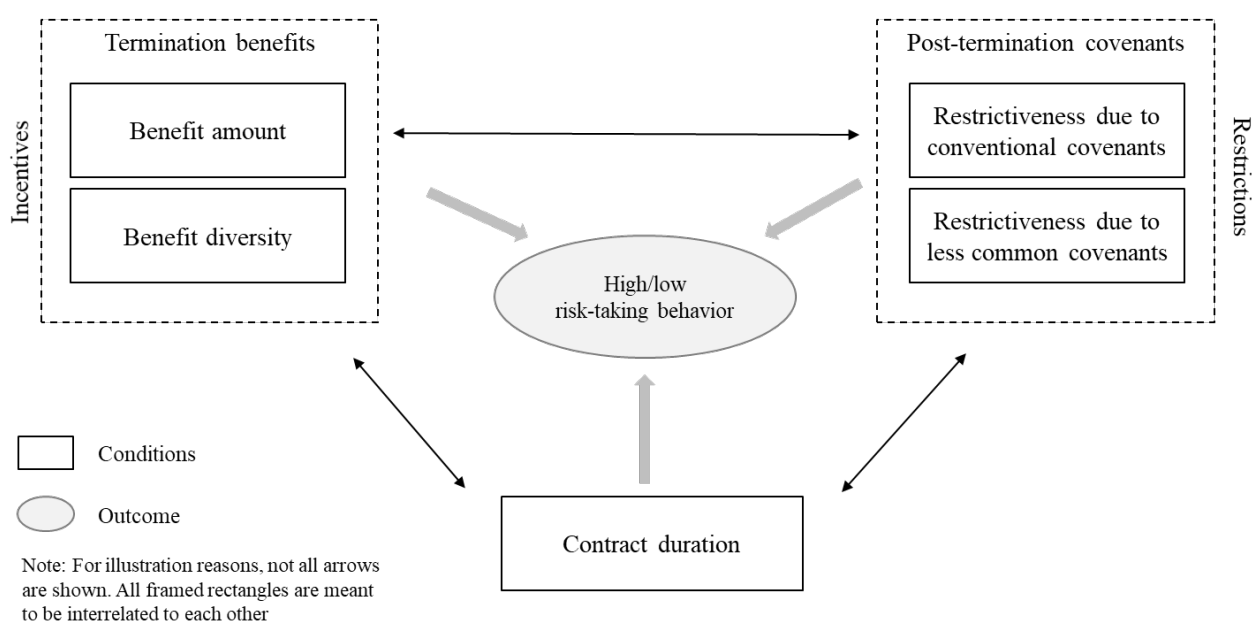 Termination benefits
Incentives
Benefit amount
Benefit diversity
Post-termination covenants
Restrictions
Restrictiveness due to
conventional covenants
Restrictiveness due to
less common covenants
High/low
risk-taking behavior
Contract duration
Conditions
Outcome
Note: For illustration reasons, not all arrows
are shown. All framed rectangles are meant
to be interrelated to each other